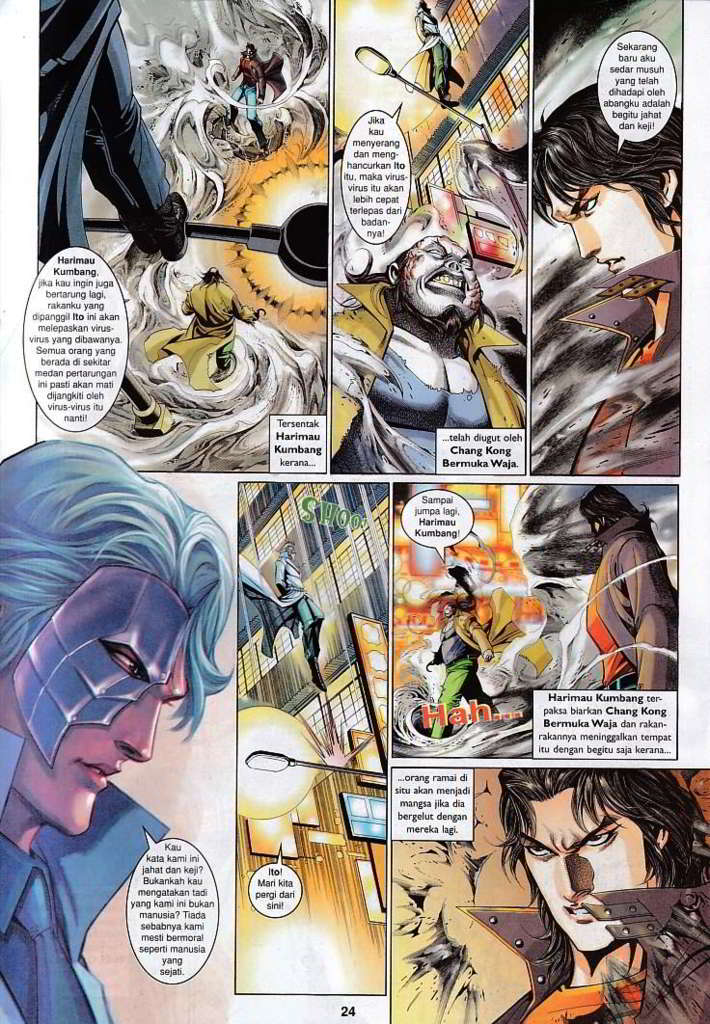 Harimau
Kumbang,
jika kau ingin juga
bertarung lagi,
rakanku yang
dipanggil Ito ini akan
melepaskan virus-
virus yang dibawanya.
Semua orang yang
berada di sekitar
medan pertarungan
ini pasti akan mati
dijangkiti oleh
virus-virus itu
nanti!
Tersentak
Harimau
Kumbang
kerana...
Jika
kau
menyerang
dan meng-
hancurkan Ito
itu, maka virus-
virus itu akan
lebih cepat
terlepas dari
badan-
nya!
...telah diugut oleh
Chang Kong
Bermuka Waja.
Sekarang
baru aku
sedar musuh
yang telah
dihadapi oleh
abangku adalah
begitu jahat
dan keji!
Kau
kata kami ini
jahat dan keji?
Bukankah kau
mengatakan tadi
yang kami ini bukan
manusia? Tiada
sebabnya kami
mesti bermoral
seperti manusia
yang
sejati.
SHOO
Ito!
Mari kita
pergi dari
sini!
Sampai
jumpa lagi,
Harimau
Kumbang!
Hah...
Harimau Kumbang ter-
paksa biarkan Chang Kong
Bermuka Waja dan rakan-
rakannya meninggalkan tempat
itu dengan begitu saja kerana...
...orang ramai di
situ akan menjadi
mangsa jika dia
bergelut dengan
mereka lagi.
24